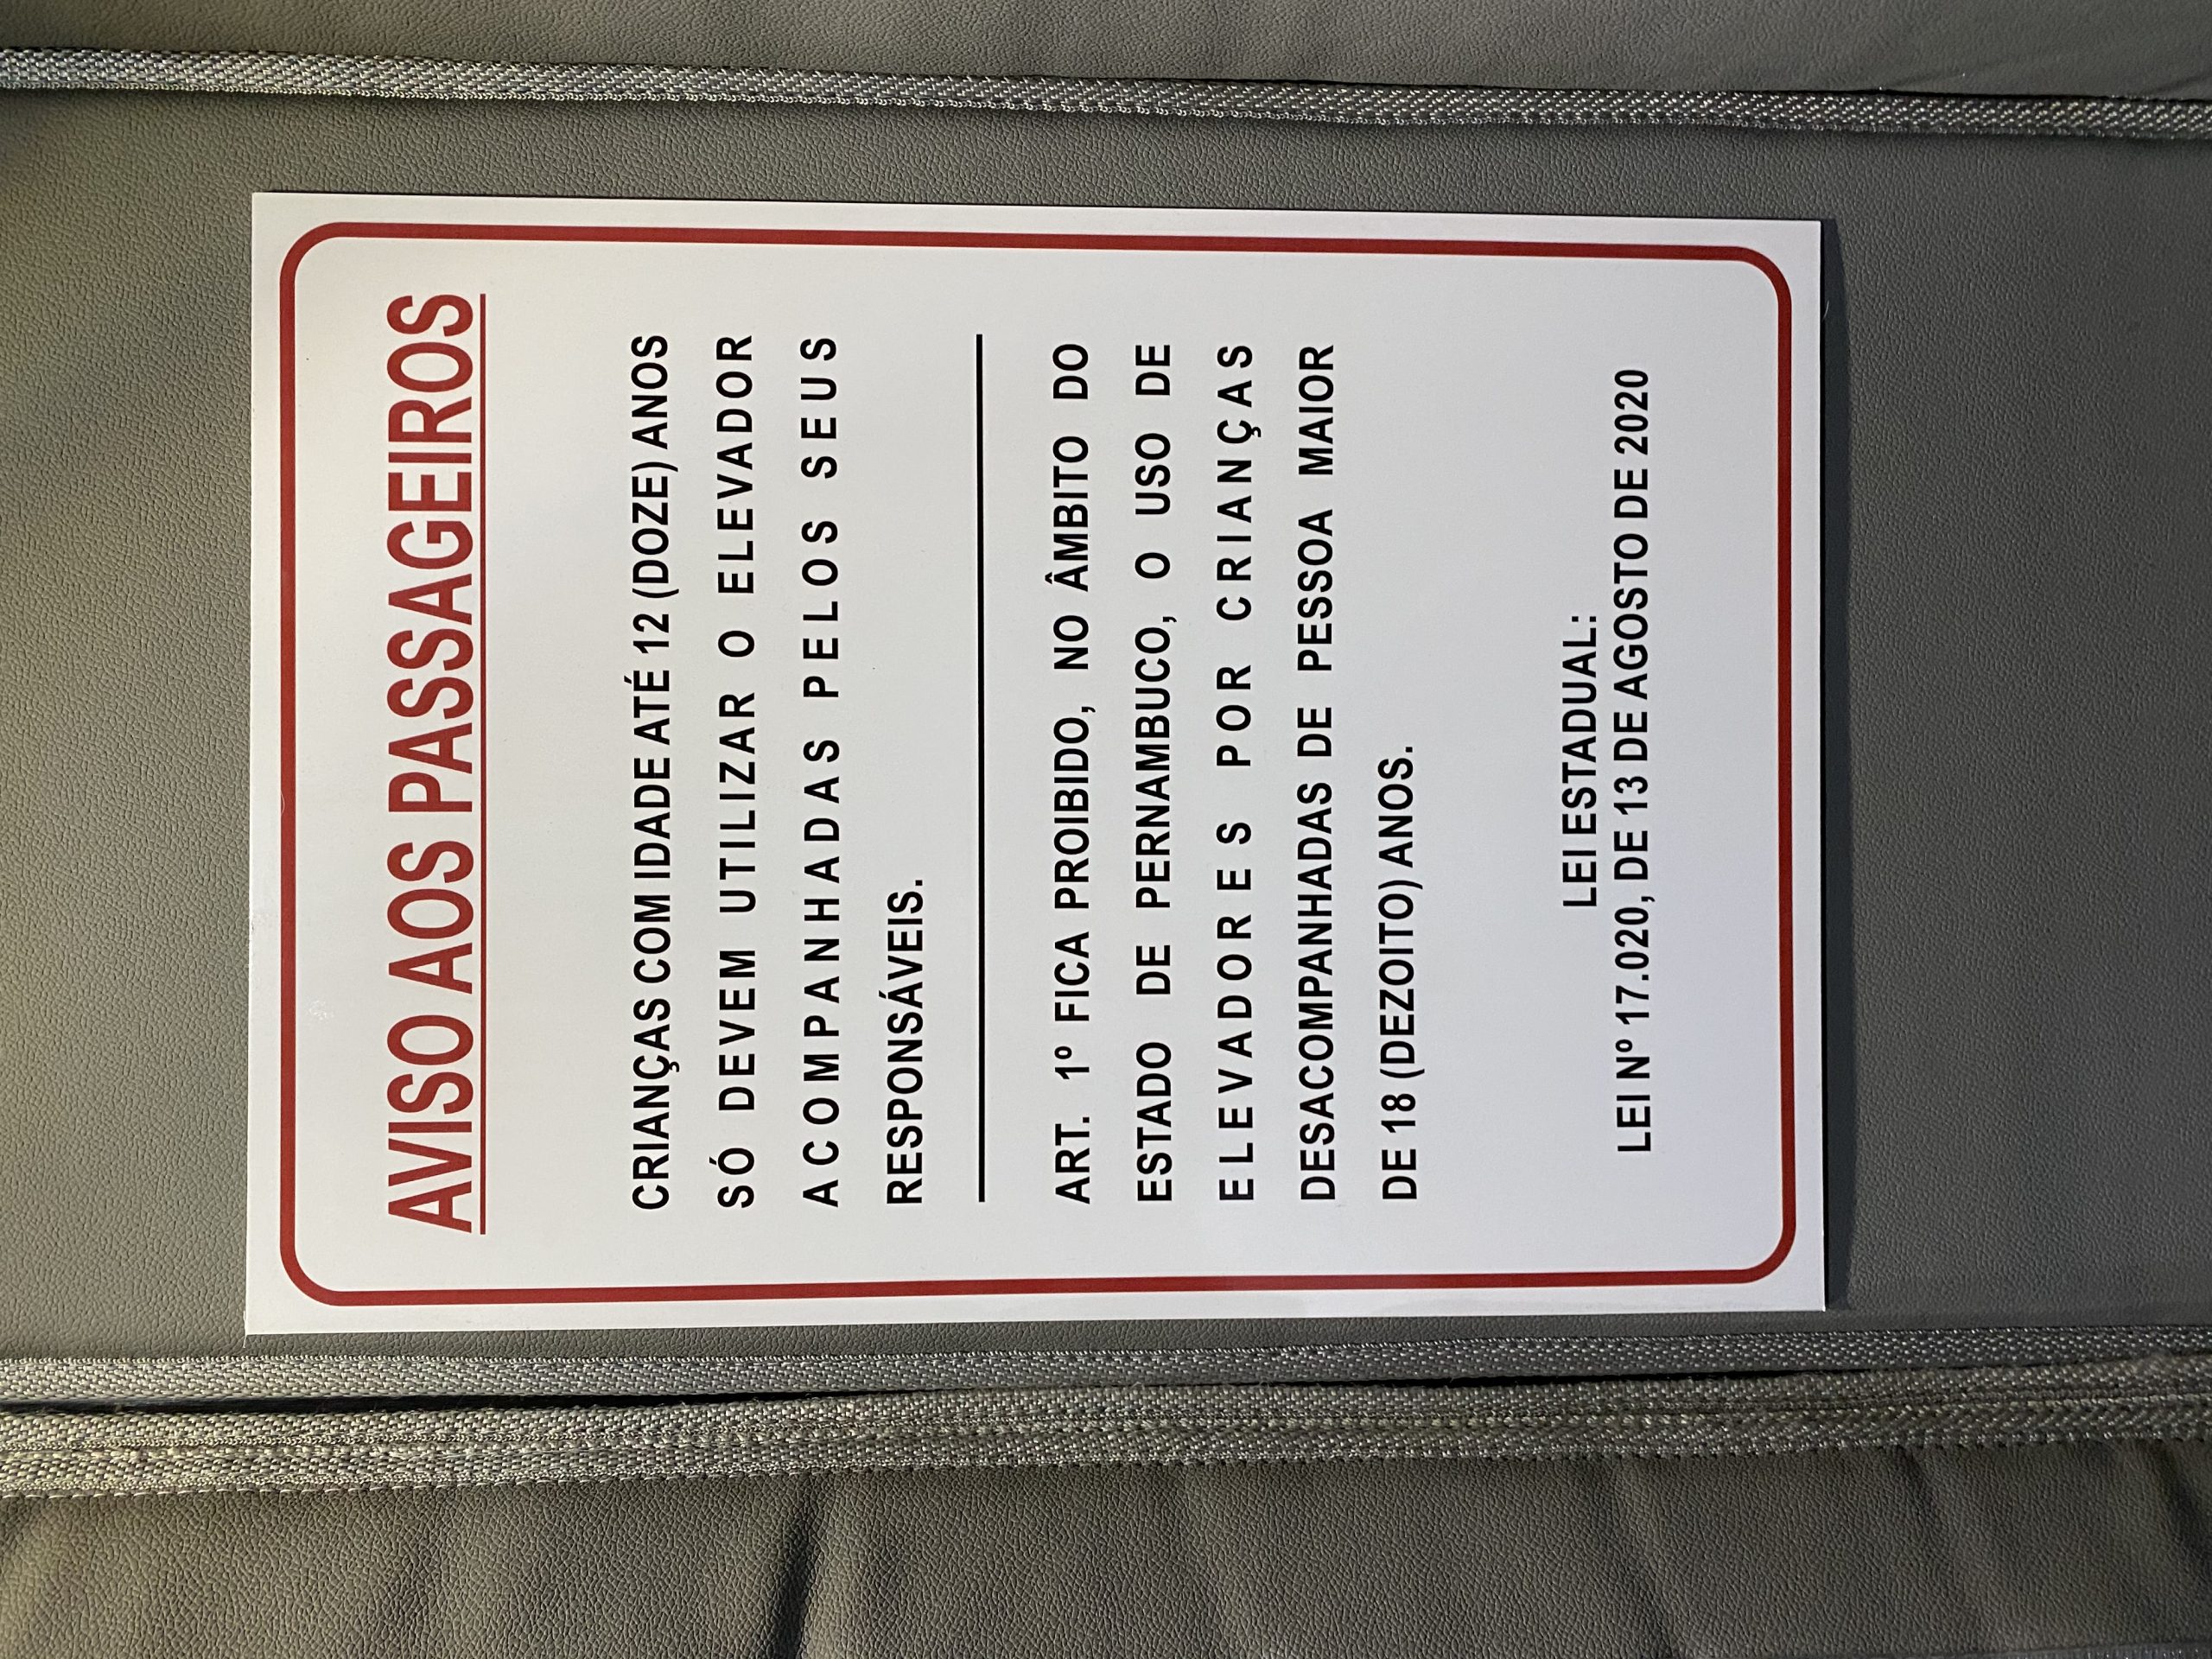 AVISO AOS PASSAGEIROS
CRIANÇAS COM IDADE ATÉ 12 (DOZE) ANOS
SÓ DEVEM UTILIZAR O ELEVADOR
ACOMPANHADAS PELOS SEUS
RESPONSÁVEIS.
ART. 1º FICA PROIBIDO, NO ÂMBITO DO
ESTADO DE PERNAMBUCO, O USO DE
ELEVADORES POR CRIANÇAS
DESACOMPANHADAS DE PESSOA MAIOR
DE 18 (DEZOITO) ANOS.
LEI ESTADUAL:
LEI Nº 17.020, DE 13 DE AGOSTO DE 2020